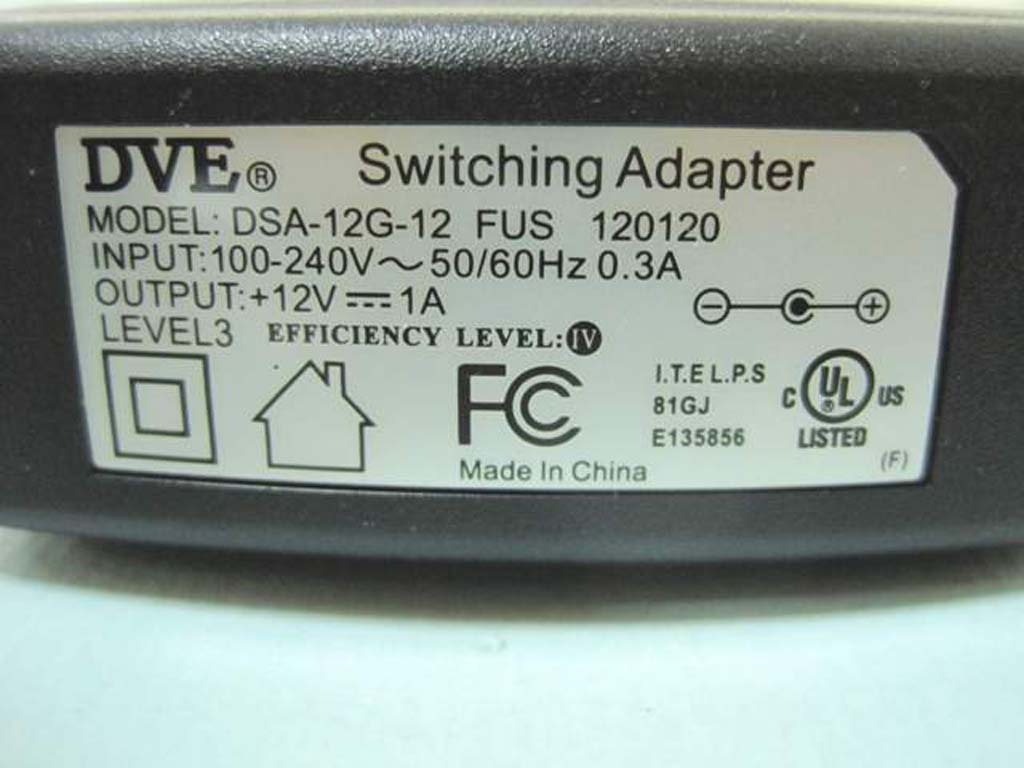 DVE® Switching Adapter
MODEL: DSA-12G-12 FUS 120120
INPUT:100-240V～50/60Hz 0.3A
OUTPUT:+12V⎓1A
LEVEL3 EFFICIENCY LEVEL:IV
FC
I.T.E L.P.S
81GJ
E135856
C UL® US
LISTED
Made In China
(F)